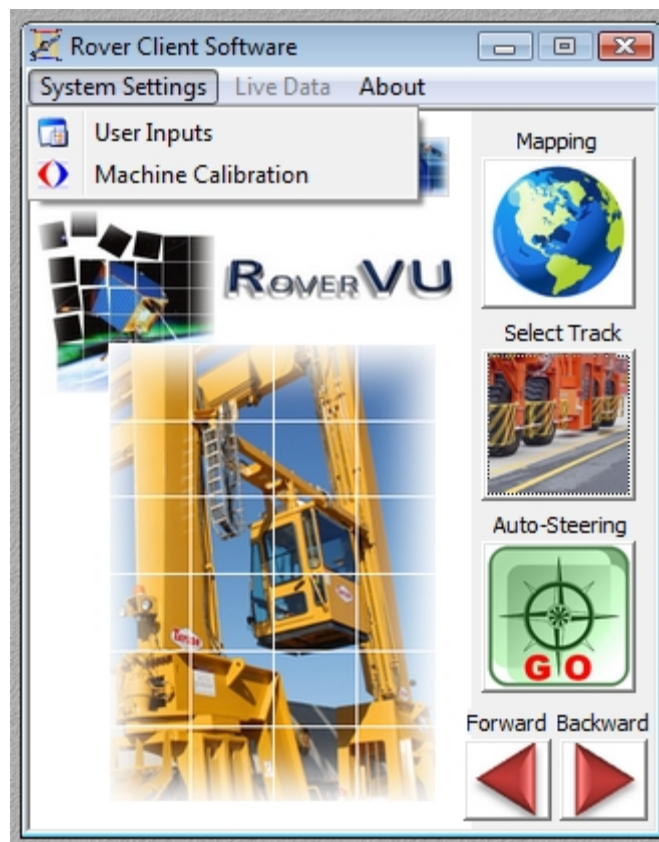 Rover Client Software
System Settings Live Data About
User Inputs
Machine Calibration
Mapping
ROVERVU
Select Track
Auto-Steering
GO
Forward Backward